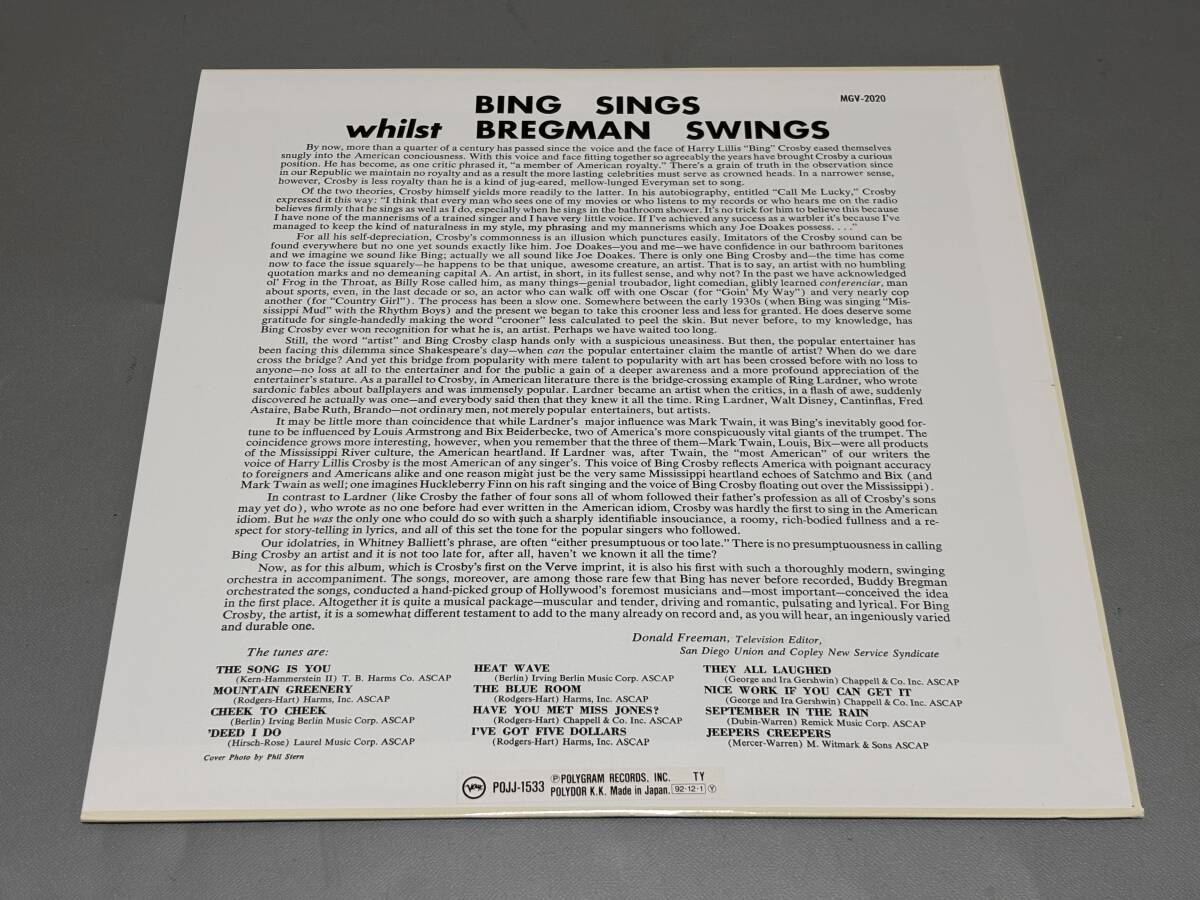 BING SINGS
MGV-2020
whilst BREGMAN SWINGS
By now, more than a quarter of a century has passed since the voice and the face of Harry Lillis “Bing” Crosby eased themselves
snugly into the American conciousness. With this voice and face fitting together so agreeably the years have brought Crosby a curious
position. He has become, as one critic phrased it, “a member of American royalty.” There's a grain of truth in the observation since
in our Republic we maintain no royalty and as a result the more lasting celebrities must serve as crowned heads. In a narrower sense,
however, Crosby is less royalty than he is a kind of jug-eared, mellow-lunged Everyman set to song.
Of the two theories, Crosby himself yields more readily to the latter. In his autobiography, entitled “Call Me Lucky,” Crosby
expressed it this way: “I think that every man who sees one of my movies or who listens to my records or who hears me on the radio
believes firmly that he sings as well as I do, especially when he sings in the bathroom shower. It's no trick for him to believe this because
I have none of the mannerisms of a trained singer and I have very little voice. If I've achieved any success as a warbler it's because I've
managed to keep the kind of naturalness in my style, my phrasing and my mannerisms which any Joe Doakes possess. . . .”
For all his self-depreciation, Crosby's commonness is an illusion which punctures easily. Imitators of the Crosby sound can be
found everywhere but no one yet sounds exactly like him. Joe Doakes—you and me—we have confidence in our bathroom baritones
and we imagine we sound like Bing; actually we all sound like Joe Doakes. There is only one Bing Crosby and—the time has come
now to face the issue squarely—he happens to be that unique, awesome creature, an artist. That is to say, an artist with no humbling
quotation marks and no demeaning capital A. An artist, in short, in its fullest sense, and why not? In the past we have acknowledged
ol' Frog in the Throat, as Billy Rose called him, as many things—genial troubador, light comedian, glibly learned conferenciar, man
about sports, even, in the last decade or so, an actor who can walk off with one Oscar (for “Goin' My Way”) and very nearly cop
another (for “Country Girl”). The process has been a slow one. Somewhere between the early 1930s (when Bing was singing “Mis-
sissippi Mud” with the Rhythm Boys) and the present we began to take this crooner less and less for granted. He does deserve some
gratitude for single-handedly making the word “crooner” less calculated to peel the skin. But never before, to my knowledge, has
Bing Crosby ever won recognition for what he is, an artist. Perhaps we have waited too long.
Still, the word “artist” and Bing Crosby clasp hands only with a suspicious uneasiness. But then, the popular entertainer has
been facing this dilemma since Shakespeare's day—when can the popular entertainer claim the mantle of artist? When do we dare
cross the bridge? And yet this bridge from popularity with mere talent to popularity with art has been crossed before with no loss to
anyone—no loss at all to the entertainer and for the public a gain of a deeper awareness and a more profound appreciation of the
entertainer's stature. As a parallel to Crosby, in American literature there is the bridge-crossing example of Ring Lardner, who wrote
sardonic fables about ballplayers and was immensely popular. Lardner became an artist when the critics, in a flash of awe, suddenly
discovered he actually was one—and everybody said then that they knew it all the time. Ring Lardner, Walt Disney, Cantinflas, Fred
Astaire, Babe Ruth, Brando—not ordinary men, not merely popular entertainers, but artists.
It may be little more than coincidence that while Lardner's major influence was Mark Twain, it was Bing's inevitably good for-
tune to be influenced by Louis Armstrong and Bix Beiderbecke, two of America's more conspicuously vital giants of the trumpet. The
coincidence grows more interesting, however, when you remember that the three of them—Mark Twain, Louis, Bix—were all products
of the Mississippi River culture, the American heartland. If Lardner was, after Twain, the “most American” of our writers the
voice of Harry Lillis Crosby is the most American of any singer's. This voice of Bing Crosby reflects America with poignant accuracy
to foreigners and Americans alike and one reason might just be the very same Mississippi heartland echoes of Satchmo and Bix (and
Mark Twain as well; one imagines Huckleberry Finn on his raft singing and the voice of Bing Crosby floating out over the Mississippi).
In contrast to Lardner (like Crosby the father of four sons all of whom followed their father's profession as all of Crosby's sons
may yet do), who wrote as no one before had ever written in the American idiom, Crosby was hardly the first to sing in the American
idiom. But he was the only one who could do so with such a sharply identifiable insouciance, a roomy, rich-bodied fullness and a re-
spect for story-telling in lyrics, and all of this set the tone for the popular singers who followed.
Our idolatries, in Whitney Balliett's phrase, are often “either presumptuous or too late.” There is no presumptuousness in calling
Bing Crosby an artist and it is not too late for, after all, haven't we known it all the time?
Now, as for this album, which is Crosby's first on the Verve imprint, it is also his first with such a thoroughly modern, swinging
orchestra in accompaniment. The songs, moreover, are among those rare few that Bing has never before recorded, Buddy Bregman
orchestrated the songs, conducted a hand-picked group of Hollywood's foremost musicians and—most important—conceived the idea
in the first place. Altogether it is quite a musical package—muscular and tender, driving and romantic, pulsating and lyrical. For Bing
Crosby, the artist, it is a somewhat different testament to add to the many already on record and, as you will hear, an ingeniously varied
and durable one.
Donald Freeman, Television Editor,
San Diego Union and Copley New Service Syndicate
The tunes are:
THE SONG IS YOU
(Kern-Hammerstein II) T. B. Harms Co. ASCAP
MOUNTAIN GREENERY
(Rodgers-Hart) Harms, Inc. ASCAP
CHEEK TO CHEEK
(Berlin) Irving Berlin Music Corp. ASCAP
'DEED I DO
(Hirsch-Rose) Laurel Music Corp. ASCAP
HEAT WAVE
(Berlin) Irving Berlin Music Corp. ASCAP
THE BLUE ROOM
(Rodgers-Hart) Harms, Inc. ASCAP
HAVE YOU MET MISS JONES?
(Rodgers-Hart) Chappell & Co. Inc. ASCAP
I'VE GOT FIVE DOLLARS
(Rodgers-Hart) Harms, Inc. ASCAP
THEY ALL LAUGHED
(George and Ira Gershwin) Chappell & Co. Inc. ASCAP
NICE WORK IF YOU CAN GET IT
(George and Ira Gershwin) Chappell & Co. Inc. ASCAP
SEPTEMBER IN THE RAIN
(Dubin-Warren) Remick Music Corp. ASCAP
JEEPERS CREEPERS
(Mercer-Warren) M. Witmark & Sons ASCAP
Cover Photo by Phil Stern
Verve POJJ-1533 ℗POLYGRAM RECORDS, INC. TY
POLYDOR K.K. Made in Japan. 92·12·1 Ⓨ